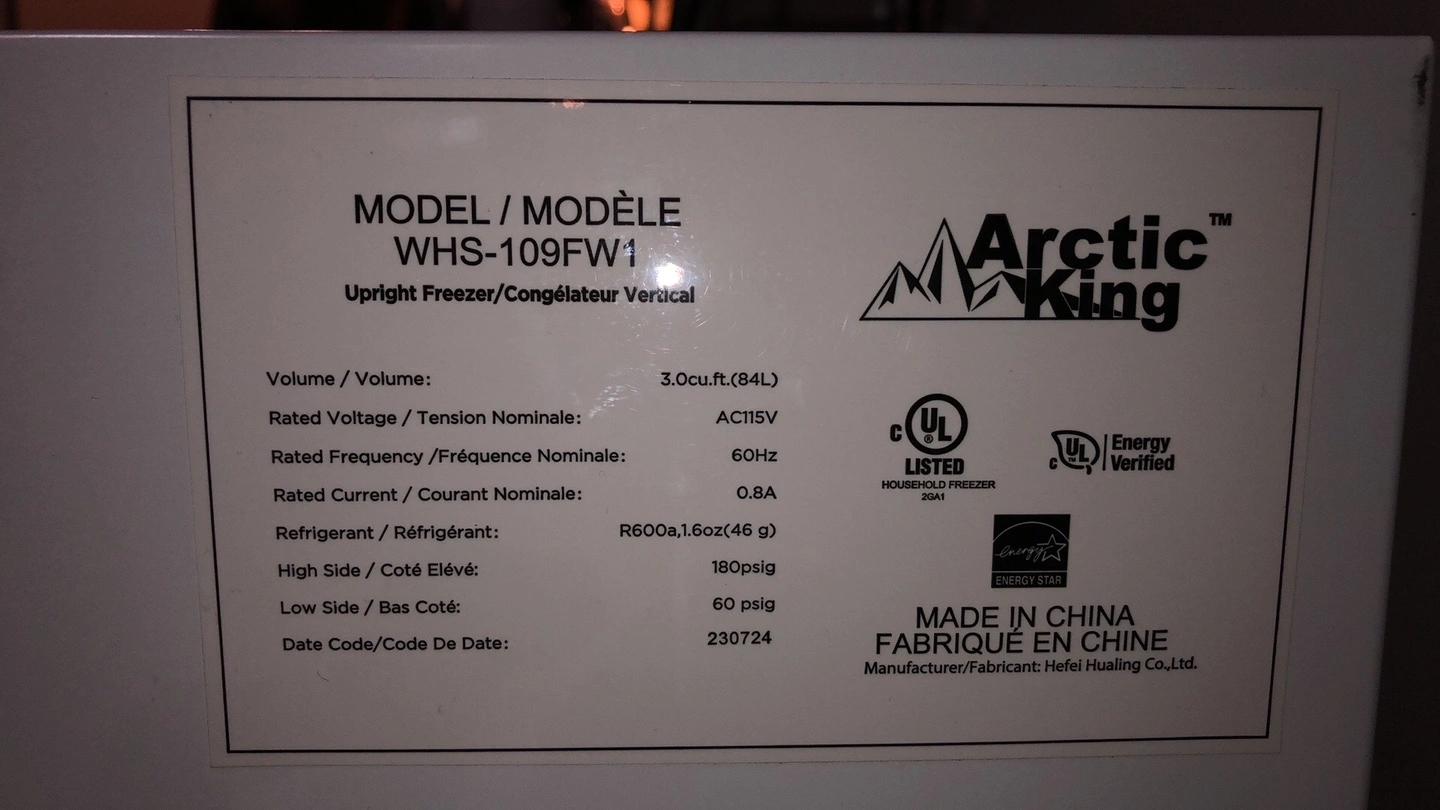 MODEL / MODÈLE
WHS-109FW1
Upright Freezer/Congélateur Vertical
Volume / Volume: 3.0cu.ft.(84L)
Rated Voltage / Tension Nominale: AC115V
Rated Frequency /Fréquence Nominale: 60Hz
Rated Current / Courant Nominale: 0.8A
Refrigerant / Réfrigérant: R600a,1.6oz(46 g)
High Side / Coté Elévé: 180psig
Low Side / Bas Coté: 60 psig
Date Code/Code De Date: 230724
Arctic King™
C UL ® LISTED
HOUSEHOLD FREEZER
2GA1
C UL ™ Energy Verified
energy
ENERGY STAR
MADE IN CHINA
FABRIQUÉ EN CHINE
Manufacturer/Fabricant: Hefei Hualing Co.,Ltd.